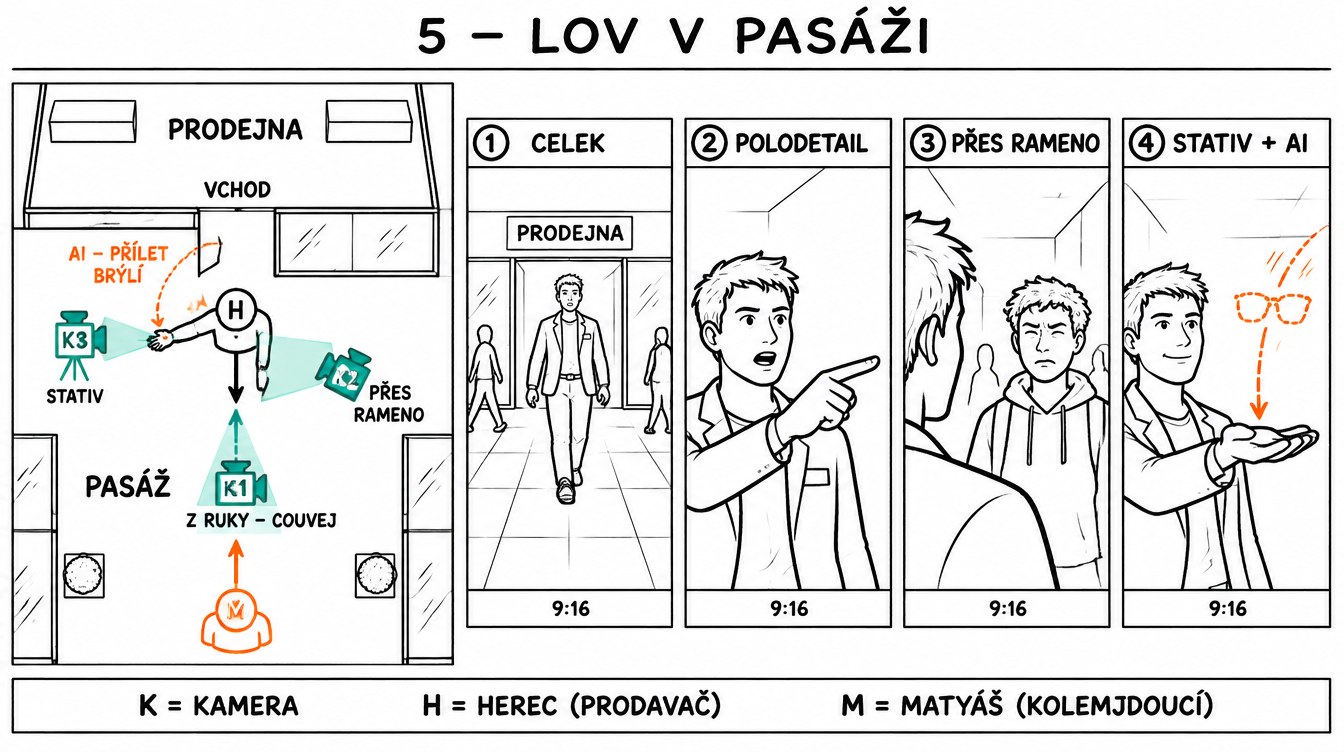 5 – LOV V PASÁŽI
PRODEJNA
VCHOD
AI – PŘÍLET
BRÝLÍ
H
K3
STATIV
K2
PŘES
RAMENO
PASÁŽ
K1
Z RUKY – COUVEJ
M
1 CELEK
PRODEJNA
9:16
2 POLODETAIL
9:16
3 PŘES RAMENO
9:16
4 STATIV + AI
9:16
K = KAMERA
H = HEREC (PRODAVAČ)
M = MATYÁŠ (KOLEMJDOUCÍ)